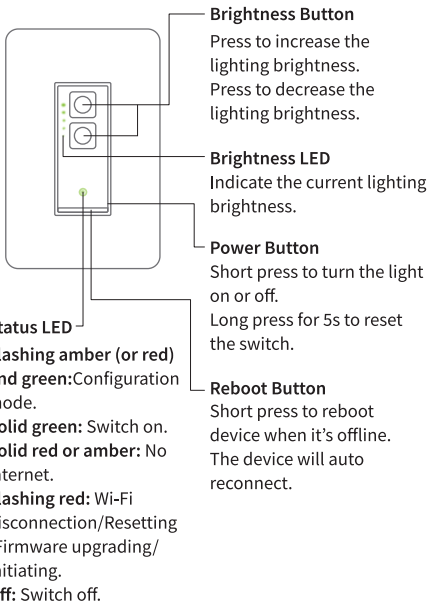 Brightness Button
Press to increase the
lighting brightness.
Press to decrease the
lighting brightness.
Brightness LED
Indicate the current lighting
brightness.
Power Button
Short press to turn the light
on or off.
Long press for 5s to reset
the switch.
Reboot Button
Short press to reboot
device when it's offline.
The device will auto
reconnect.
tatus LED
lashing amber (or red)
nd green:Configuration
mode.
olid green: Switch on.
olid red or amber: No
nternet.
lashing red: Wi-Fi
isconnection/Resetting
Firmware upgrading/
nitiating.
ff: Switch off.